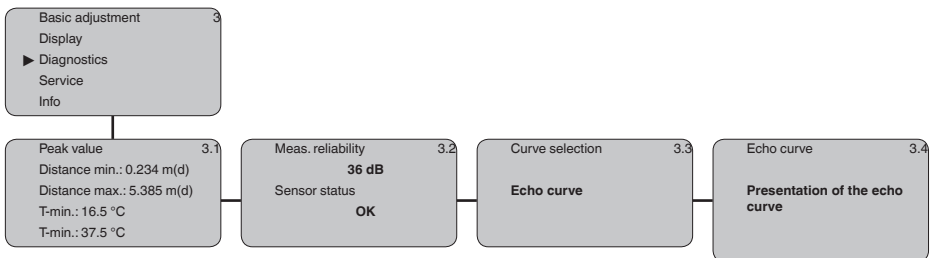 Basic adjustment 3
Display
▶ Diagnostics
Service
Info
Peak value 3.1
Distance min.: 0.234 m(d)
Distance max.: 5.385 m(d)
T-min.: 16.5 °C
T-min.: 37.5 °C
Meas. reliability 3.2
36 dB
Sensor status
OK
Curve selection 3.3
Echo curve
Echo curve 3.4
Presentation of the echo
curve